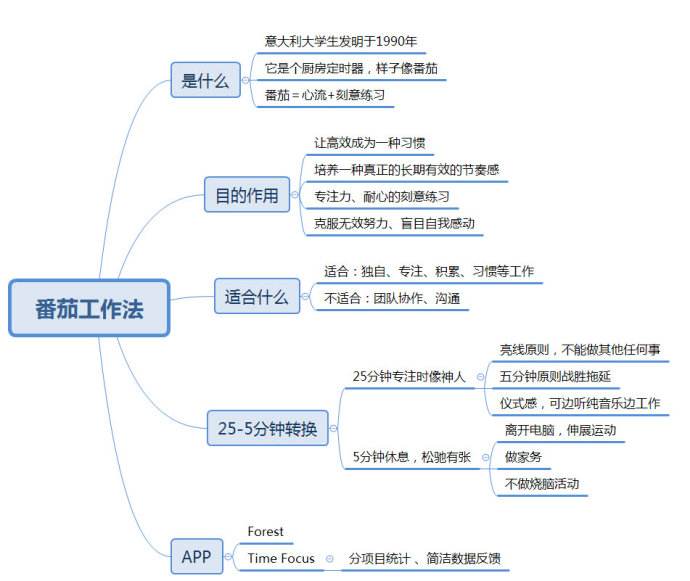 番茄工作法
是什么
意大利大学生发明于1990年
它是个厨房定时器，样子像番茄
番茄＝心流+刻意练习
目的作用
让高效成为一种习惯
培养一种真正的长期有效的节奏感
专注力、耐心的刻意练习
克服无效努力、盲目自我感动
适合什么
适合：独自、专注、积累、习惯等工作
不适合：团队协作、沟通
25-5分钟转换
25分钟专注时像神人
亮线原则，不能做其他任何事
五分钟原则战胜拖延
仪式感，可边听纯音乐边工作
5分钟休息，松驰有张
离开电脑，伸展运动
做家务
不做烧脑活动
APP
Forest
Time Focus
分项目统计 、简洁数据反馈